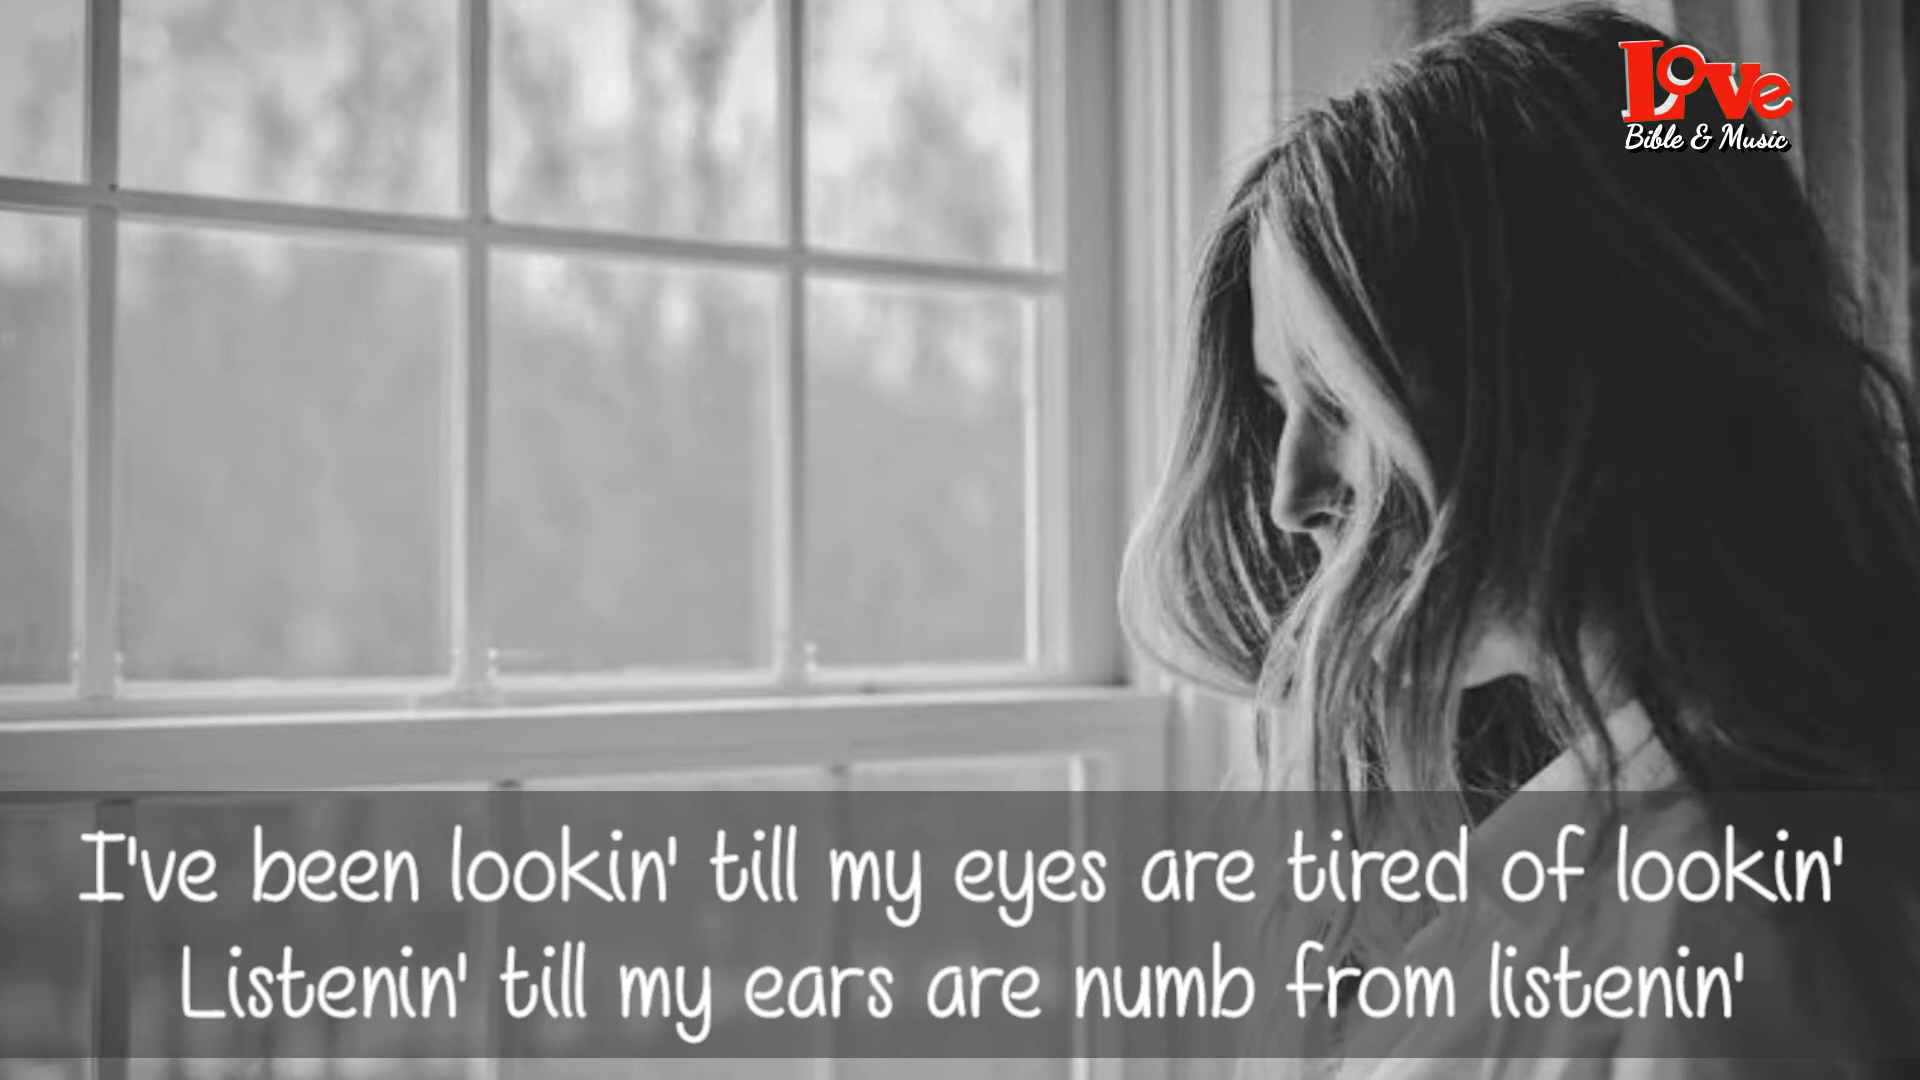 Love
Bible & Music
I've been lookin' till my eyes are tired of lookin'
Listenin' till my ears are numb from listenin'